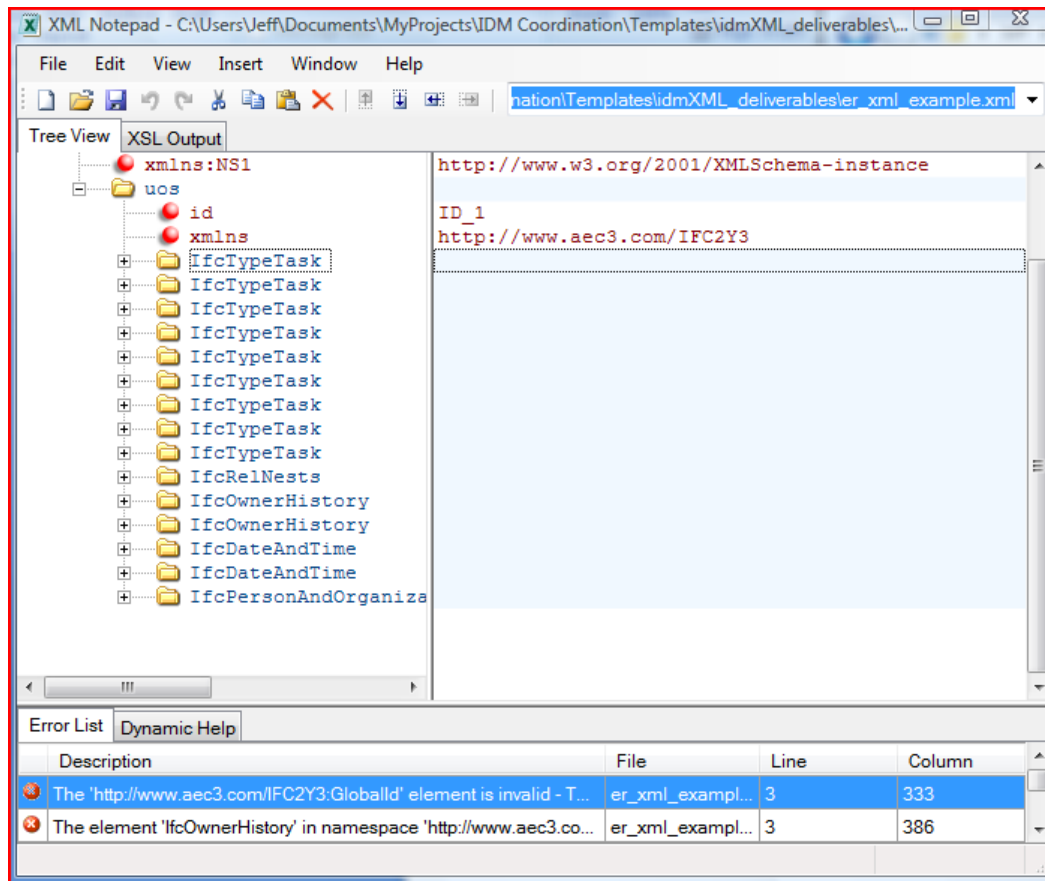 XML Notepad - C:\Users\Jeff\Documents\MyProjects\IDM Coordination\Templates\idmXML_deliverables\...
File Edit View Insert Window Help
nation\Templates\idmXML_deliverables\er_xml_example.xml
Tree View XSL Output
xmlns:NS1 http://www.w3.org/2001/XMLSchema-instance
uos
id ID_1
xmlns http://www.aec3.com/IFC2Y3
IfcTypeTask
IfcTypeTask
IfcTypeTask
IfcTypeTask
IfcTypeTask
IfcTypeTask
IfcTypeTask
IfcTypeTask
IfcTypeTask
IfcRelNests
IfcOwnerHistory
IfcOwnerHistory
IfcDateAndTime
IfcDateAndTime
IfcPersonAndOrganiza
Error List Dynamic Help
Description File Line Column
The 'http://www.aec3.com/IFC2Y3:GlobalId' element is invalid - T... er_xml_exampl... 3 333
The element 'IfcOwnerHistory' in namespace 'http://www.aec3.co... er_xml_exampl... 3 386